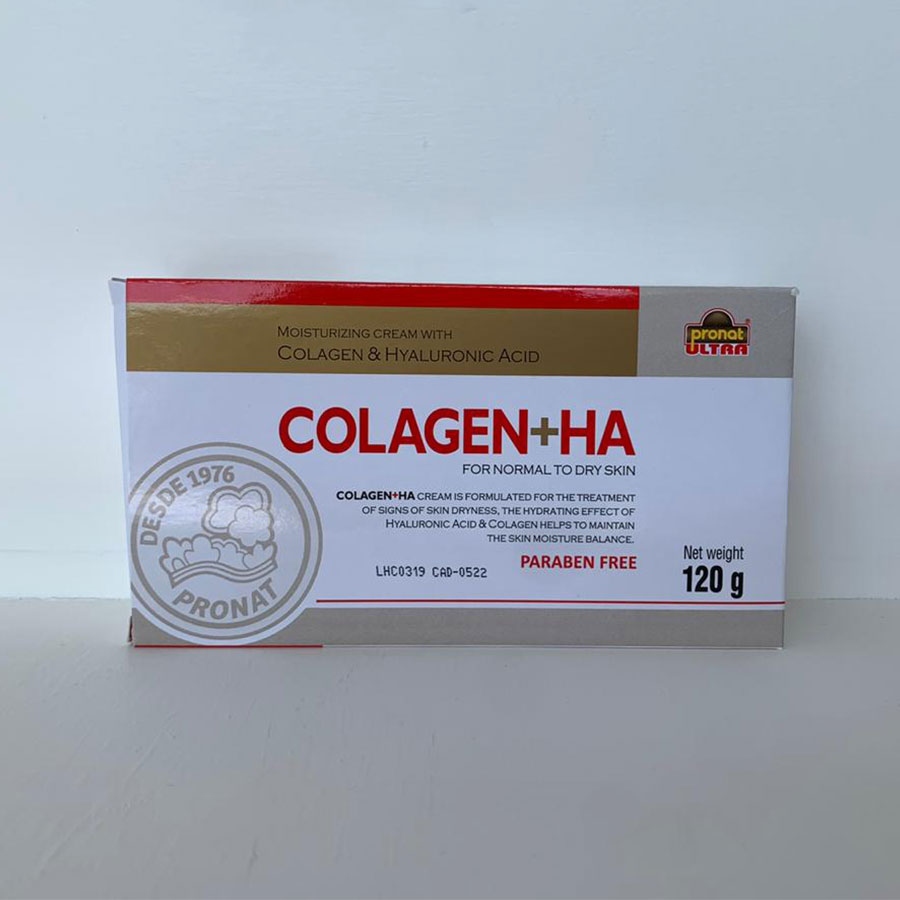 MOISTURIZING CREAM WITH
COLAGEN & HYALURONIC ACID
pronat
ULTRA
®
COLAGEN+HA
FOR NORMAL TO DRY SKIN
COLAGEN+HA CREAM IS FORMULATED FOR THE TREATMENT
OF SIGNS OF SKIN DRYNESS, THE HYDRATING EFFECT OF
HYALURONIC ACID & COLAGEN HELPS TO MAINTAIN
THE SKIN MOISTURE BALANCE.
PARABEN FREE
LHC0319 CAD-0522
Net weight
120 g
DESDE 1976
PRONAT